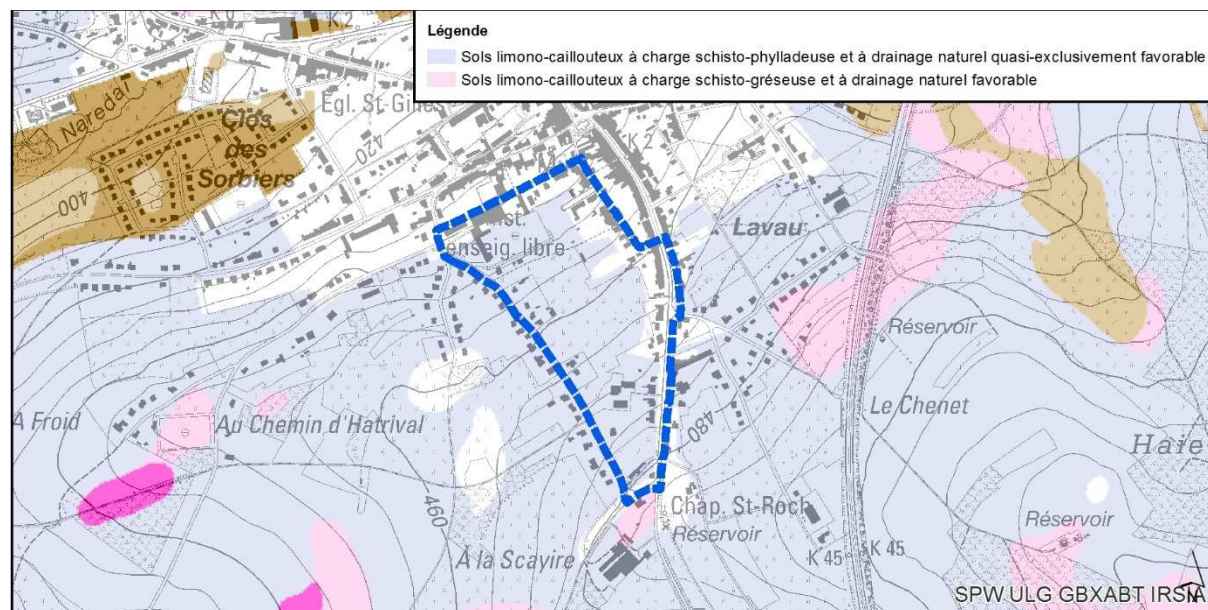 Légende
Sols limono-caillouteux à charge schisto-phylladeuse et à drainage naturel quasi-exclusivement favorable
Sols limono-caillouteux à charge schisto-gréseuse et à drainage naturel favorable
K 2
Naredal
Egl. St-Gilles
Clos
des
Sorbiers
420
400
K 2
Inst.
enseig. libre
Lavau
Réservoir
Le Chenet
A Froid
Au Chemin d'Hatrival
480
Haie
460
Chap. St-Roch
Réservoir
À la Scayire
K 45
K 45
Réservoir
N
SPW ULG GBXABT IRSIA